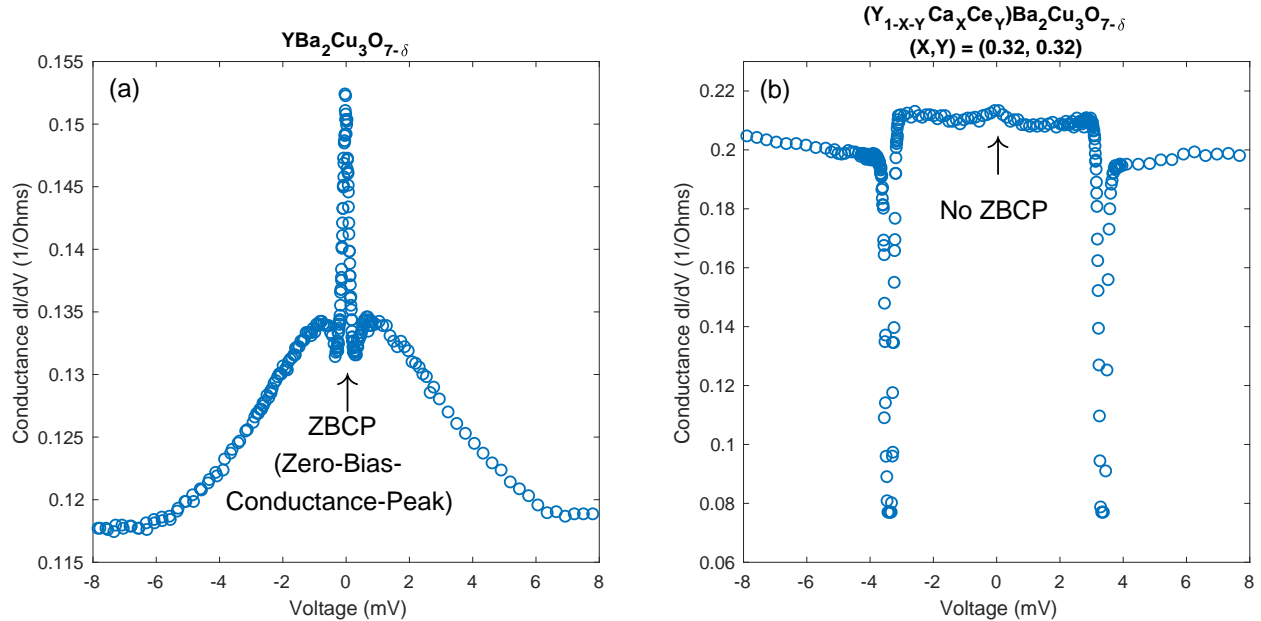 YBa2Cu3O7-δ
(a)
0.155
0.15
0.145
0.14
0.135
0.13
0.125
0.12
0.115
Conductance dI/dV (1/Ohms)
ZBCP
(Zero-Bias-
Conductance-Peak)
-8 -6 -4 -2 0 2 4 6 8
Voltage (mV)
(Y1-X-YCaXCeY)Ba2Cu3O7-δ
(X,Y) = (0.32, 0.32)
(b)
0.22
0.2
0.18
0.16
0.14
0.12
0.1
0.08
0.06
Conductance dI/dV (1/Ohms)
No ZBCP
-8 -6 -4 -2 0 2 4 6 8
Voltage (mV)